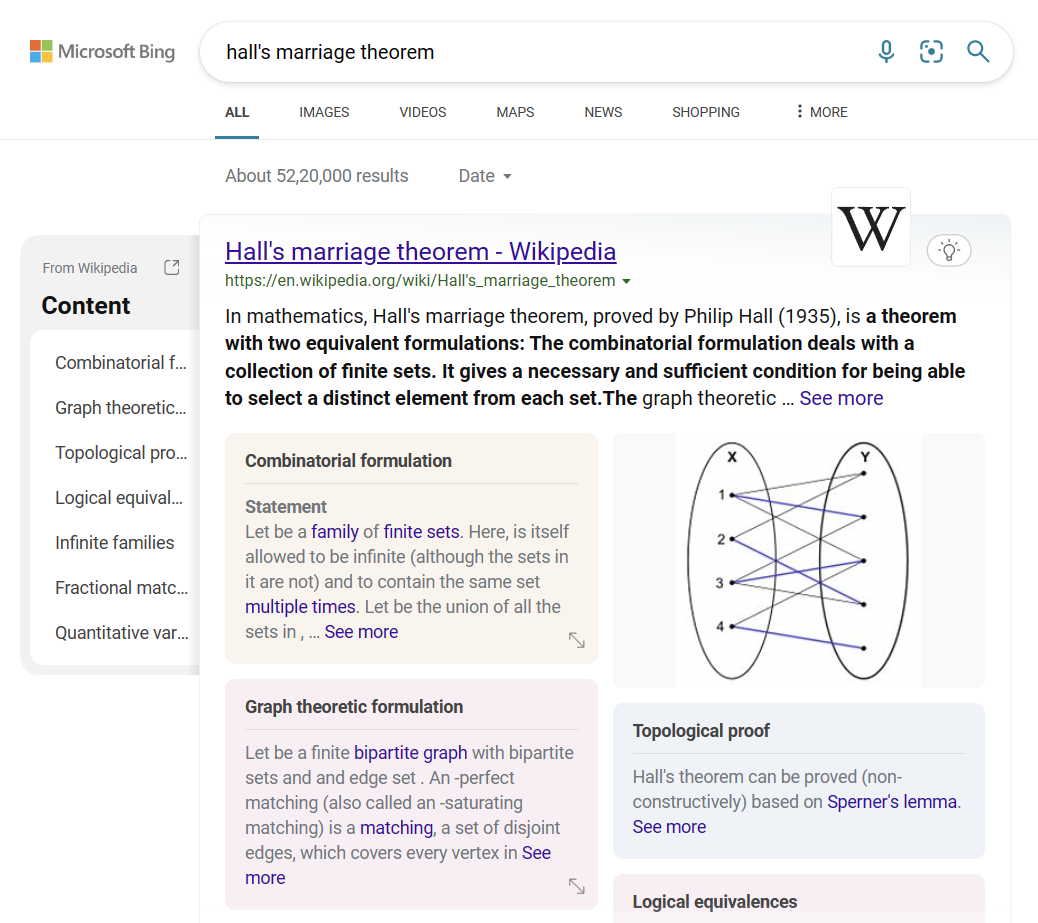 Microsoft Bing
hall's marriage theorem
ALL IMAGES VIDEOS MAPS NEWS SHOPPING MORE
About 52,20,000 results Date
From Wikipedia
Content
Combinatorial f...
Graph theoretic...
Topological pro...
Logical equival...
Infinite families
Fractional matc...
Quantitative var...
W
Hall's marriage theorem - Wikipedia
https://en.wikipedia.org/wiki/Hall's_marriage_theorem
In mathematics, Hall's marriage theorem, proved by Philip Hall (1935), is a theorem
with two equivalent formulations: The combinatorial formulation deals with a
collection of finite sets. It gives a necessary and sufficient condition for being able
to select a distinct element from each set.The graph theoretic ... See more
Combinatorial formulation
Statement
Let be a family of finite sets. Here, is itself
allowed to be infinite (although the sets in
it are not) and to contain the same set
multiple times. Let be the union of all the
sets in , ... See more
Graph theoretic formulation
Let be a finite bipartite graph with bipartite
sets and and edge set . An -perfect
matching (also called an -saturating
matching) is a matching, a set of disjoint
edges, which covers every vertex in See
more
X Y
1
2
3
4
Topological proof
Hall's theorem can be proved (non-
constructively) based on Sperner's lemma.
See more
Logical equivalences